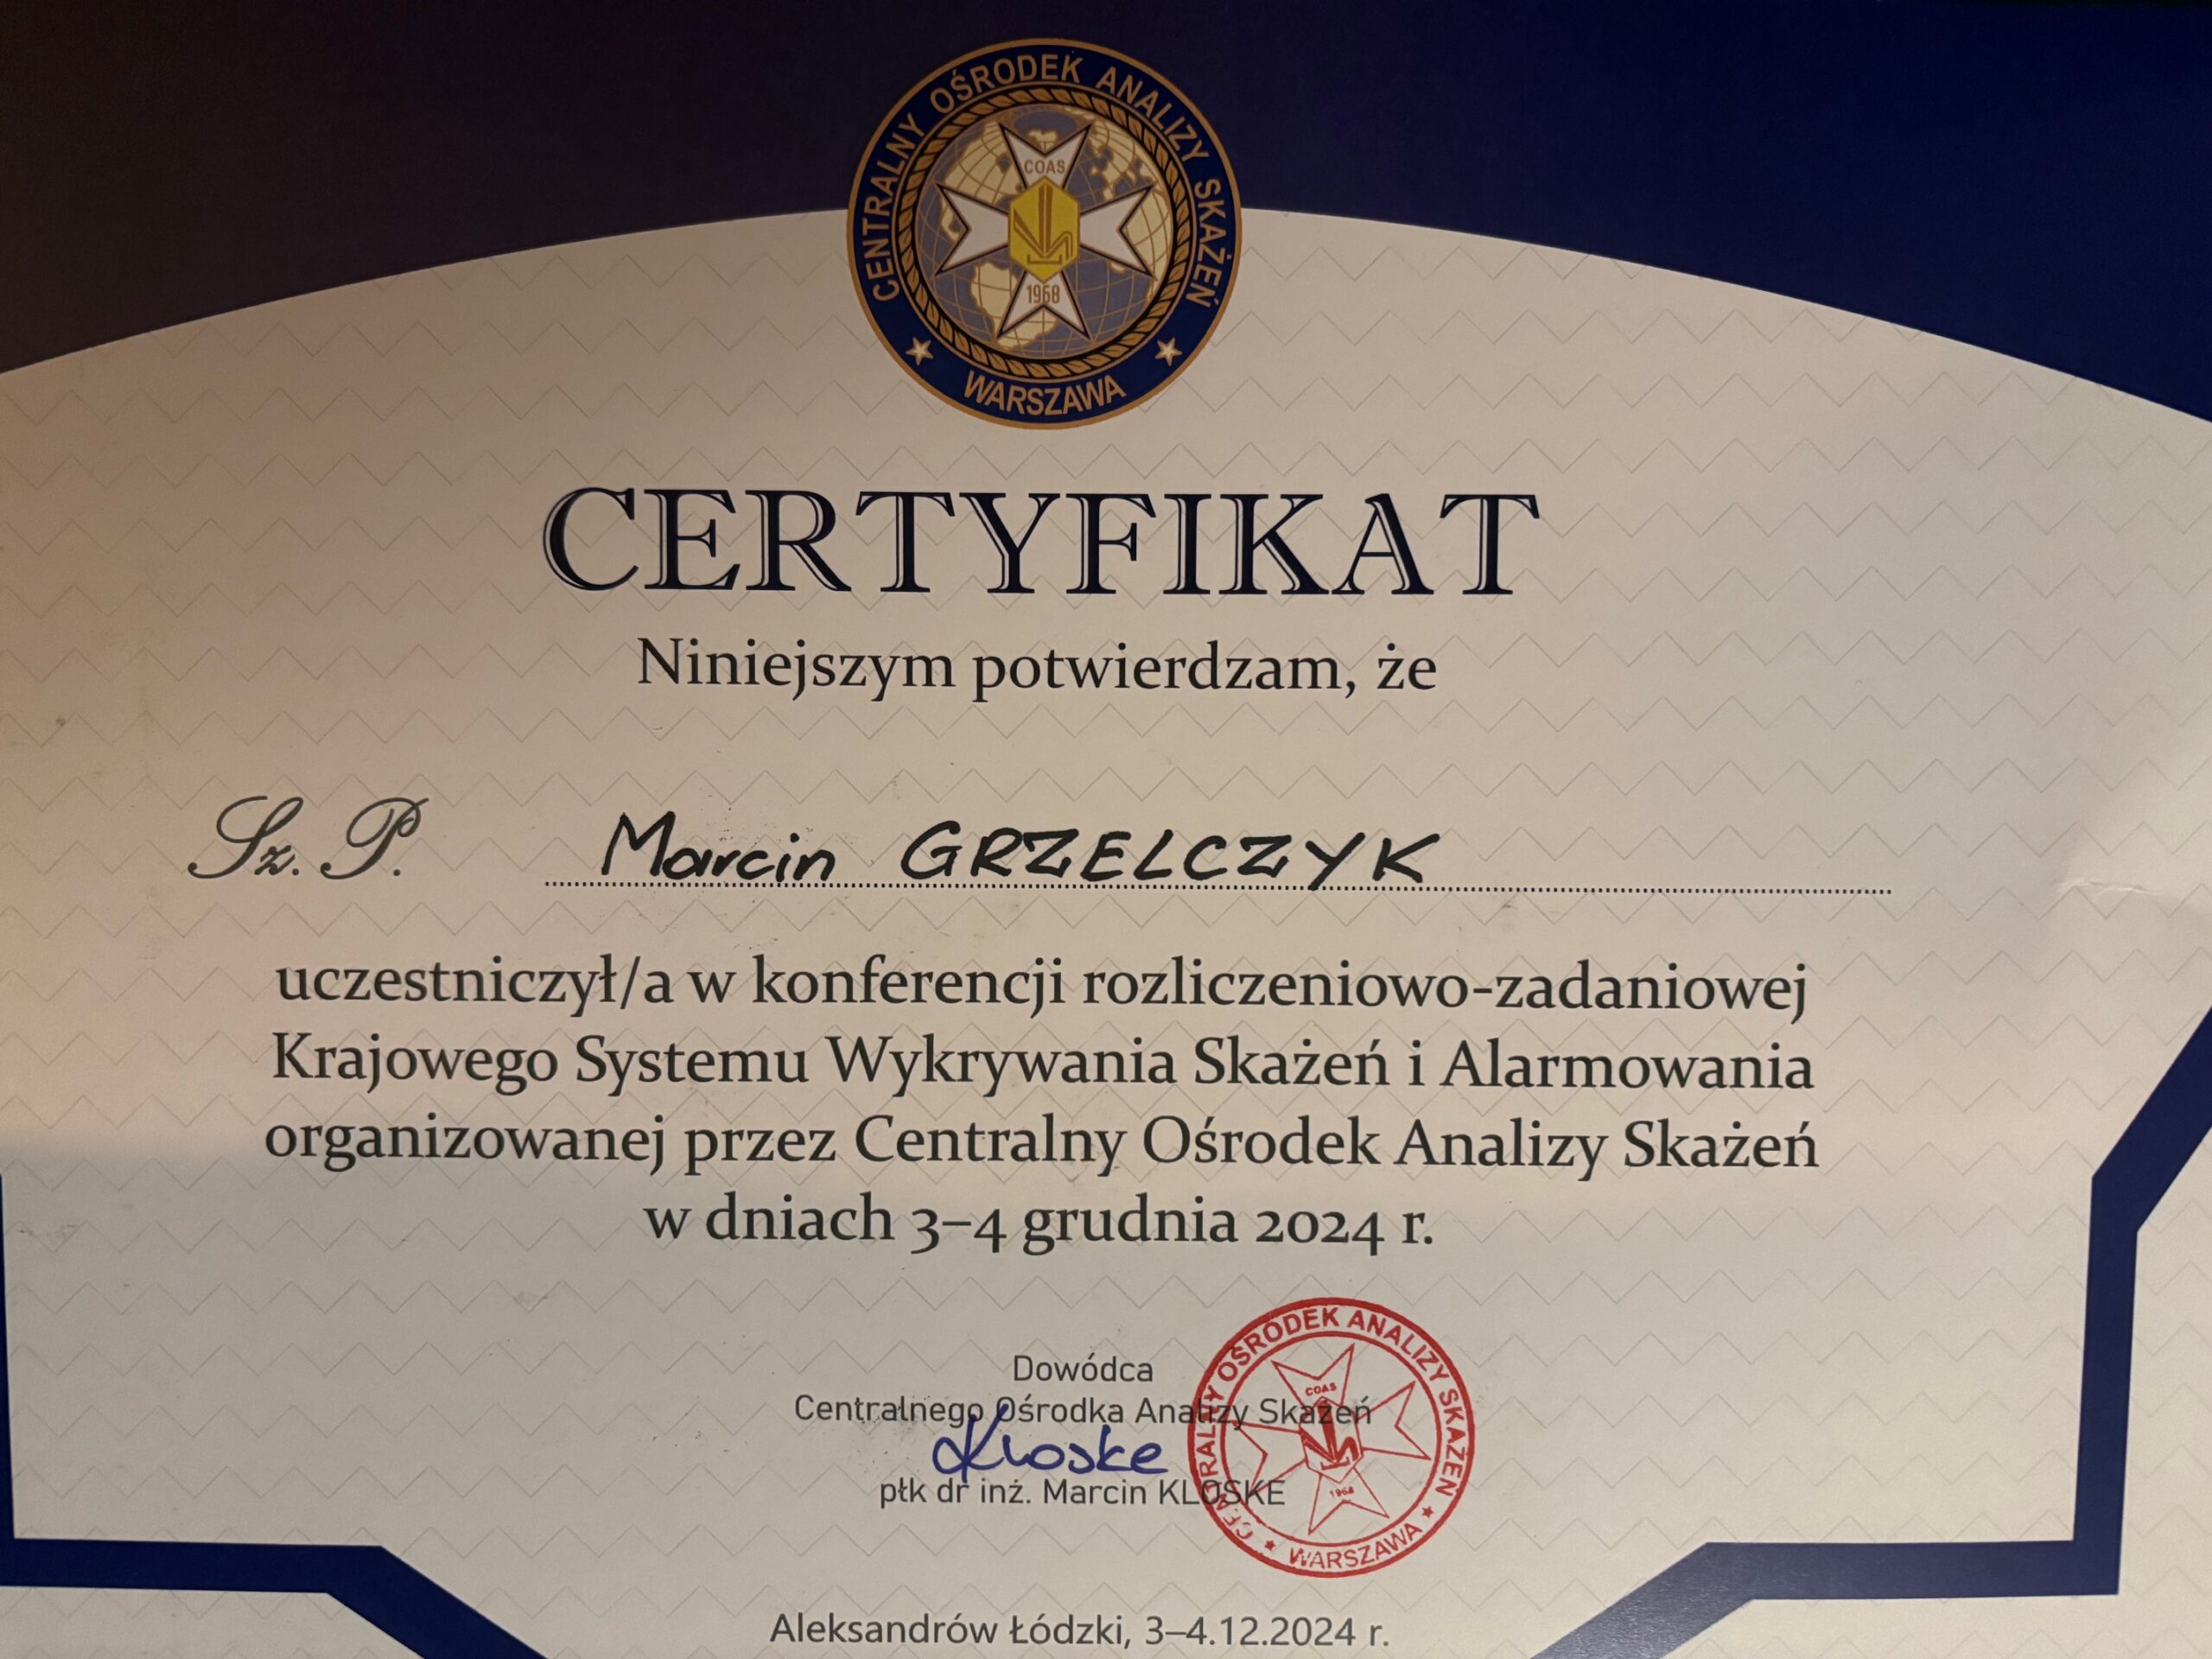 CENTRALNY OŚRODEK ANALIZY SKAŻEŃ
COAS
1968
WARSZAWA
CERTYFIKAT
Niniejszym potwierdzam, że
Sz. P. Marcin GRZELCZYK
uczestniczył/a w konferencji rozliczeniowo-zadaniowej
Krajowego Systemu Wykrywania Skażeń i Alarmowania
organizowanej przez Centralny Ośrodek Analizy Skażeń
w dniach 3–4 grudnia 2024 r.
Dowódca
Centralnego Ośrodka Analizy Skażeń
Kloske
płk dr inż. Marcin KLOSKE
CENTRALNY OŚRODEK ANALIZY SKAŻEŃ
COAS
1968
WARSZAWA
Aleksandrów Łódzki, 3–4.12.2024 r.